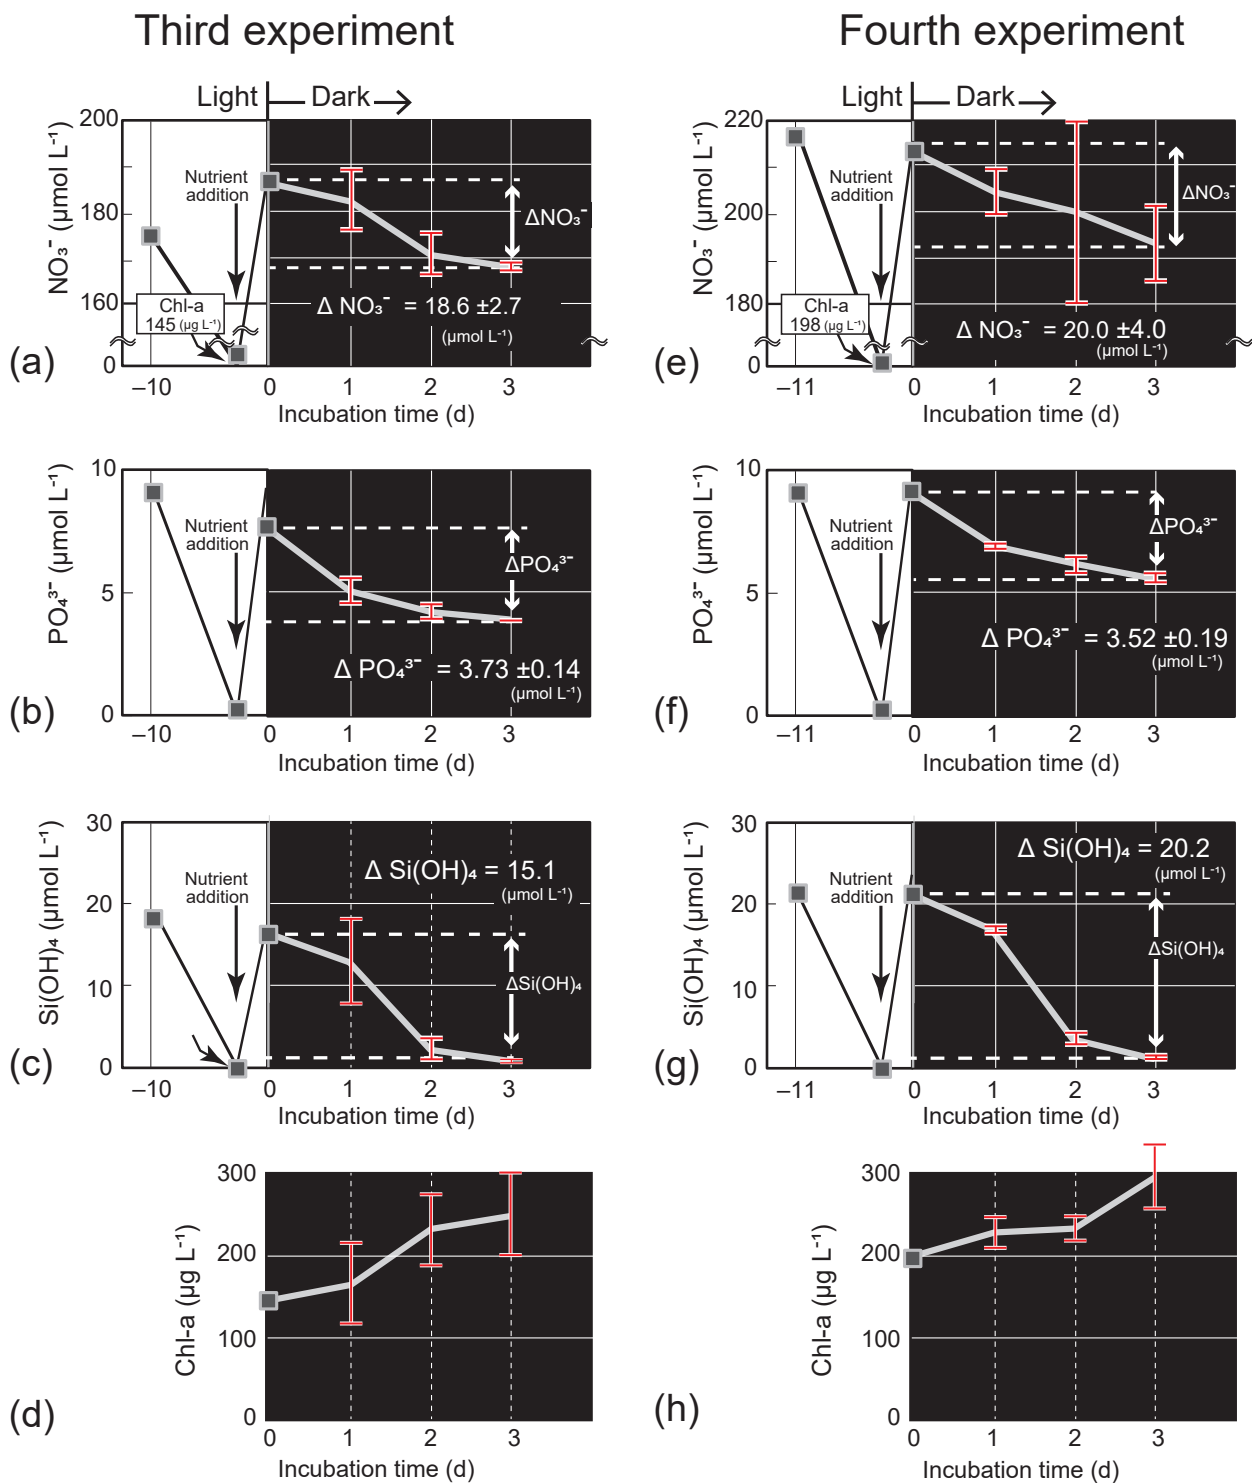 Third experiment
Fourth experiment
Light
Dark
200
180
160
0
NO₃⁻ (µmol L⁻¹)
Nutrient
addition
Chl-a
145 (µg L⁻¹)
ΔNO₃⁻
Δ NO₃⁻ = 18.6 ±2.7
(µmol L⁻¹)
(a)
–10 0 1 2 3
Incubation time (d)
Light
Dark
220
200
180
0
NO₃⁻ (µmol L⁻¹)
Nutrient
addition
Chl-a
198 (µg L⁻¹)
ΔNO₃⁻
Δ NO₃⁻ = 20.0 ±4.0
(µmol L⁻¹)
(e)
–11 0 1 2 3
Incubation time (d)
10
5
0
PO₄³⁻ (µmol L⁻¹)
Nutrient
addition
ΔPO₄³⁻
Δ PO₄³⁻ = 3.73 ±0.14
(µmol L⁻¹)
(b)
–10 0 1 2 3
Incubation time (d)
10
5
0
PO₄³⁻ (µmol L⁻¹)
Nutrient
addition
ΔPO₄³⁻
Δ PO₄³⁻ = 3.52 ±0.19
(µmol L⁻¹)
(f)
–11 0 1 2 3
Incubation time (d)
30
20
10
0
Si(OH)₄ (µmol L⁻¹)
Nutrient
addition
Δ Si(OH)₄ = 15.1
(µmol L⁻¹)
ΔSi(OH)₄
(c)
–10 0 1 2 3
Incubation time (d)
30
20
10
0
Si(OH)₄ (µmol L⁻¹)
Nutrient
addition
Δ Si(OH)₄ = 20.2
(µmol L⁻¹)
ΔSi(OH)₄
(g)
–11 0 1 2 3
Incubation time (d)
300
200
100
0
Chl-a (µg L⁻¹)
(d)
0 1 2 3
Incubation time (d)
300
200
100
0
Chl-a (µg L⁻¹)
(h)
0 1 2 3
Incubation time (d)